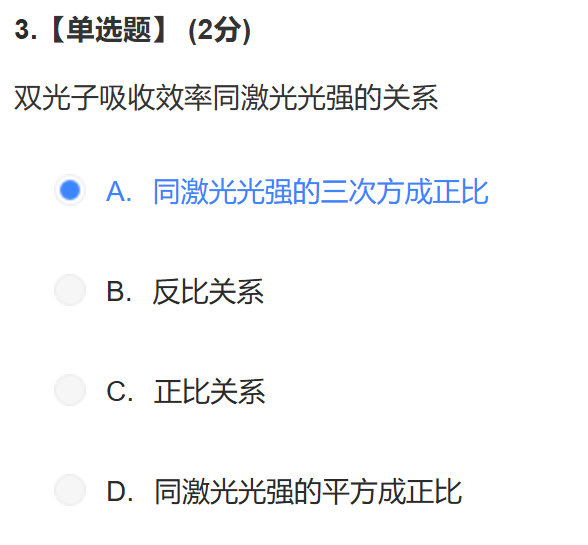 3.【单选题】 (2分)
双光子吸收效率同激光光强的关系
A. 同激光光强的三次方成正比
B. 反比关系
C. 正比关系
D. 同激光光强的平方成正比